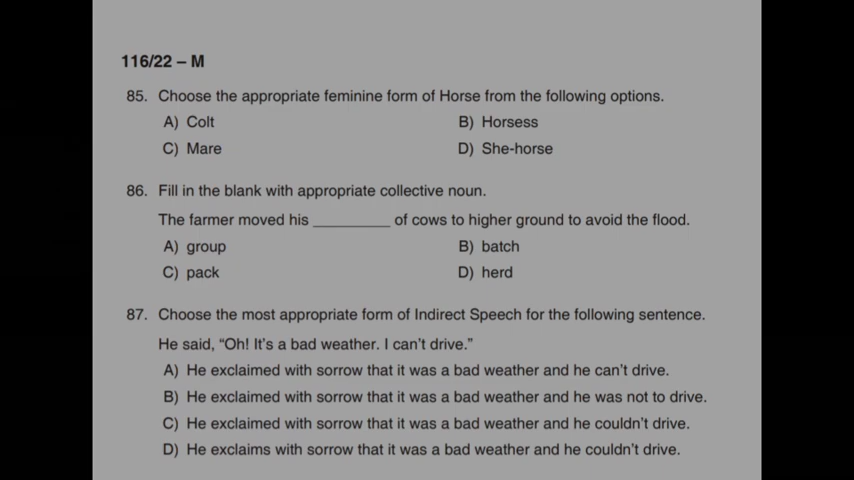 116/22 – M
85. Choose the appropriate feminine form of Horse from the following options.
A) Colt B) Horsess
C) Mare D) She-horse
86. Fill in the blank with appropriate collective noun.
The farmer moved his __________ of cows to higher ground to avoid the flood.
A) group B) batch
C) pack D) herd
87. Choose the most appropriate form of Indirect Speech for the following sentence.
He said, “Oh! It’s a bad weather. I can’t drive.”
A) He exclaimed with sorrow that it was a bad weather and he can’t drive.
B) He exclaimed with sorrow that it was a bad weather and he was not to drive.
C) He exclaimed with sorrow that it was a bad weather and he couldn’t drive.
D) He exclaims with sorrow that it was a bad weather and he couldn’t drive.